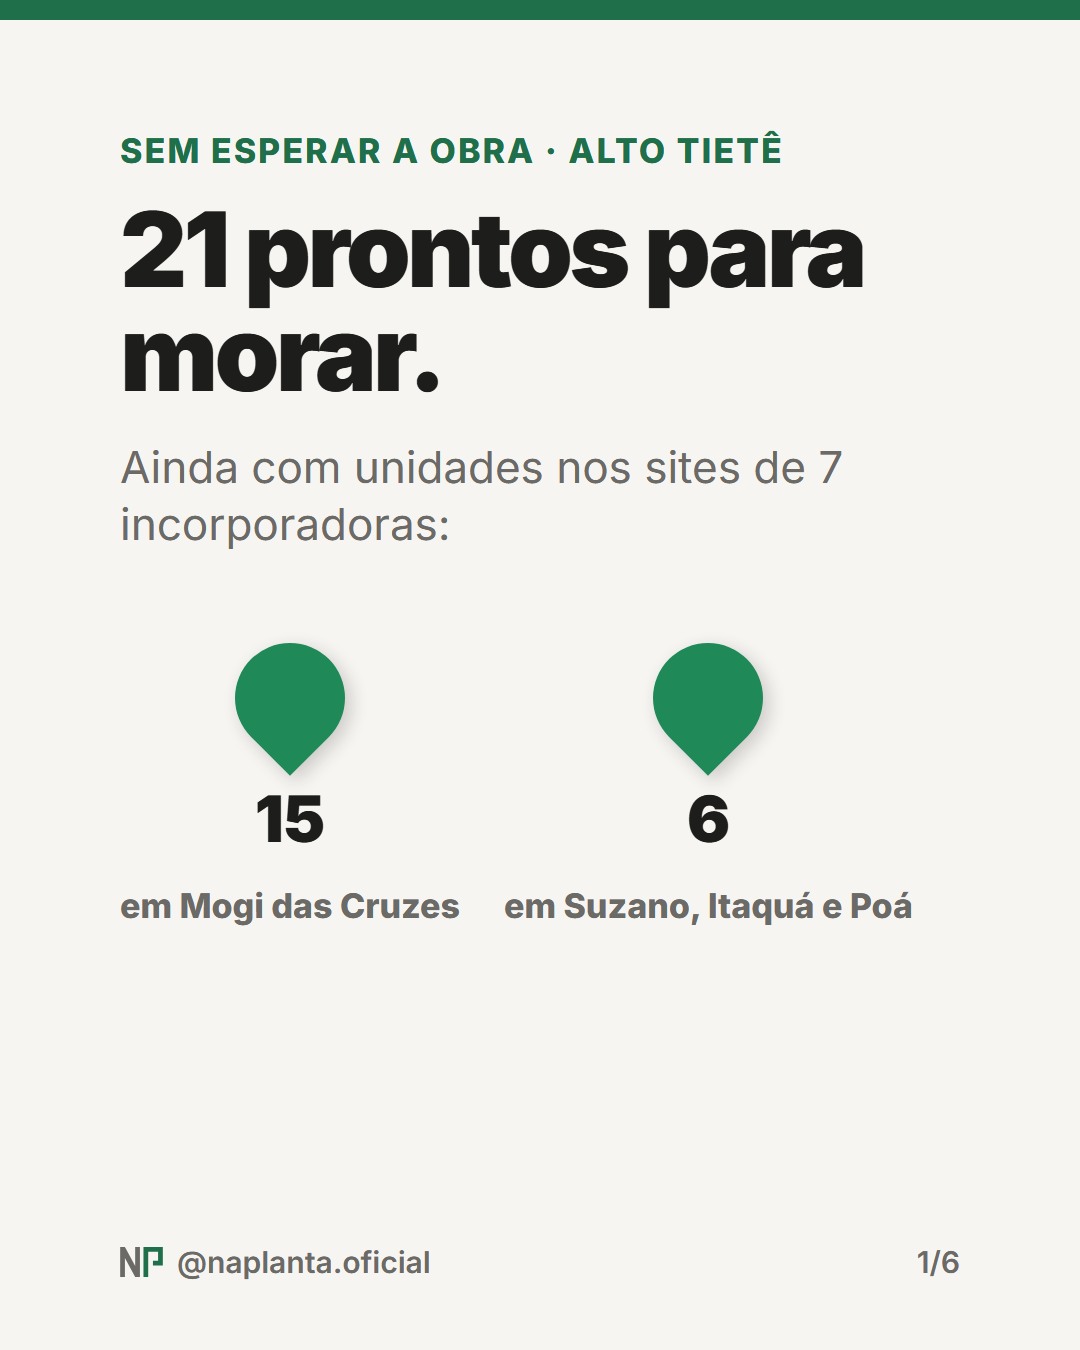 SEM ESPERAR A OBRA · ALTO TIETÊ
21 prontos para
morar.
Ainda com unidades nos sites de 7
incorporadoras:
15
6
em Mogi das Cruzes
em Suzano, Itaquá e Poá
NP @naplanta.oficial
1/6